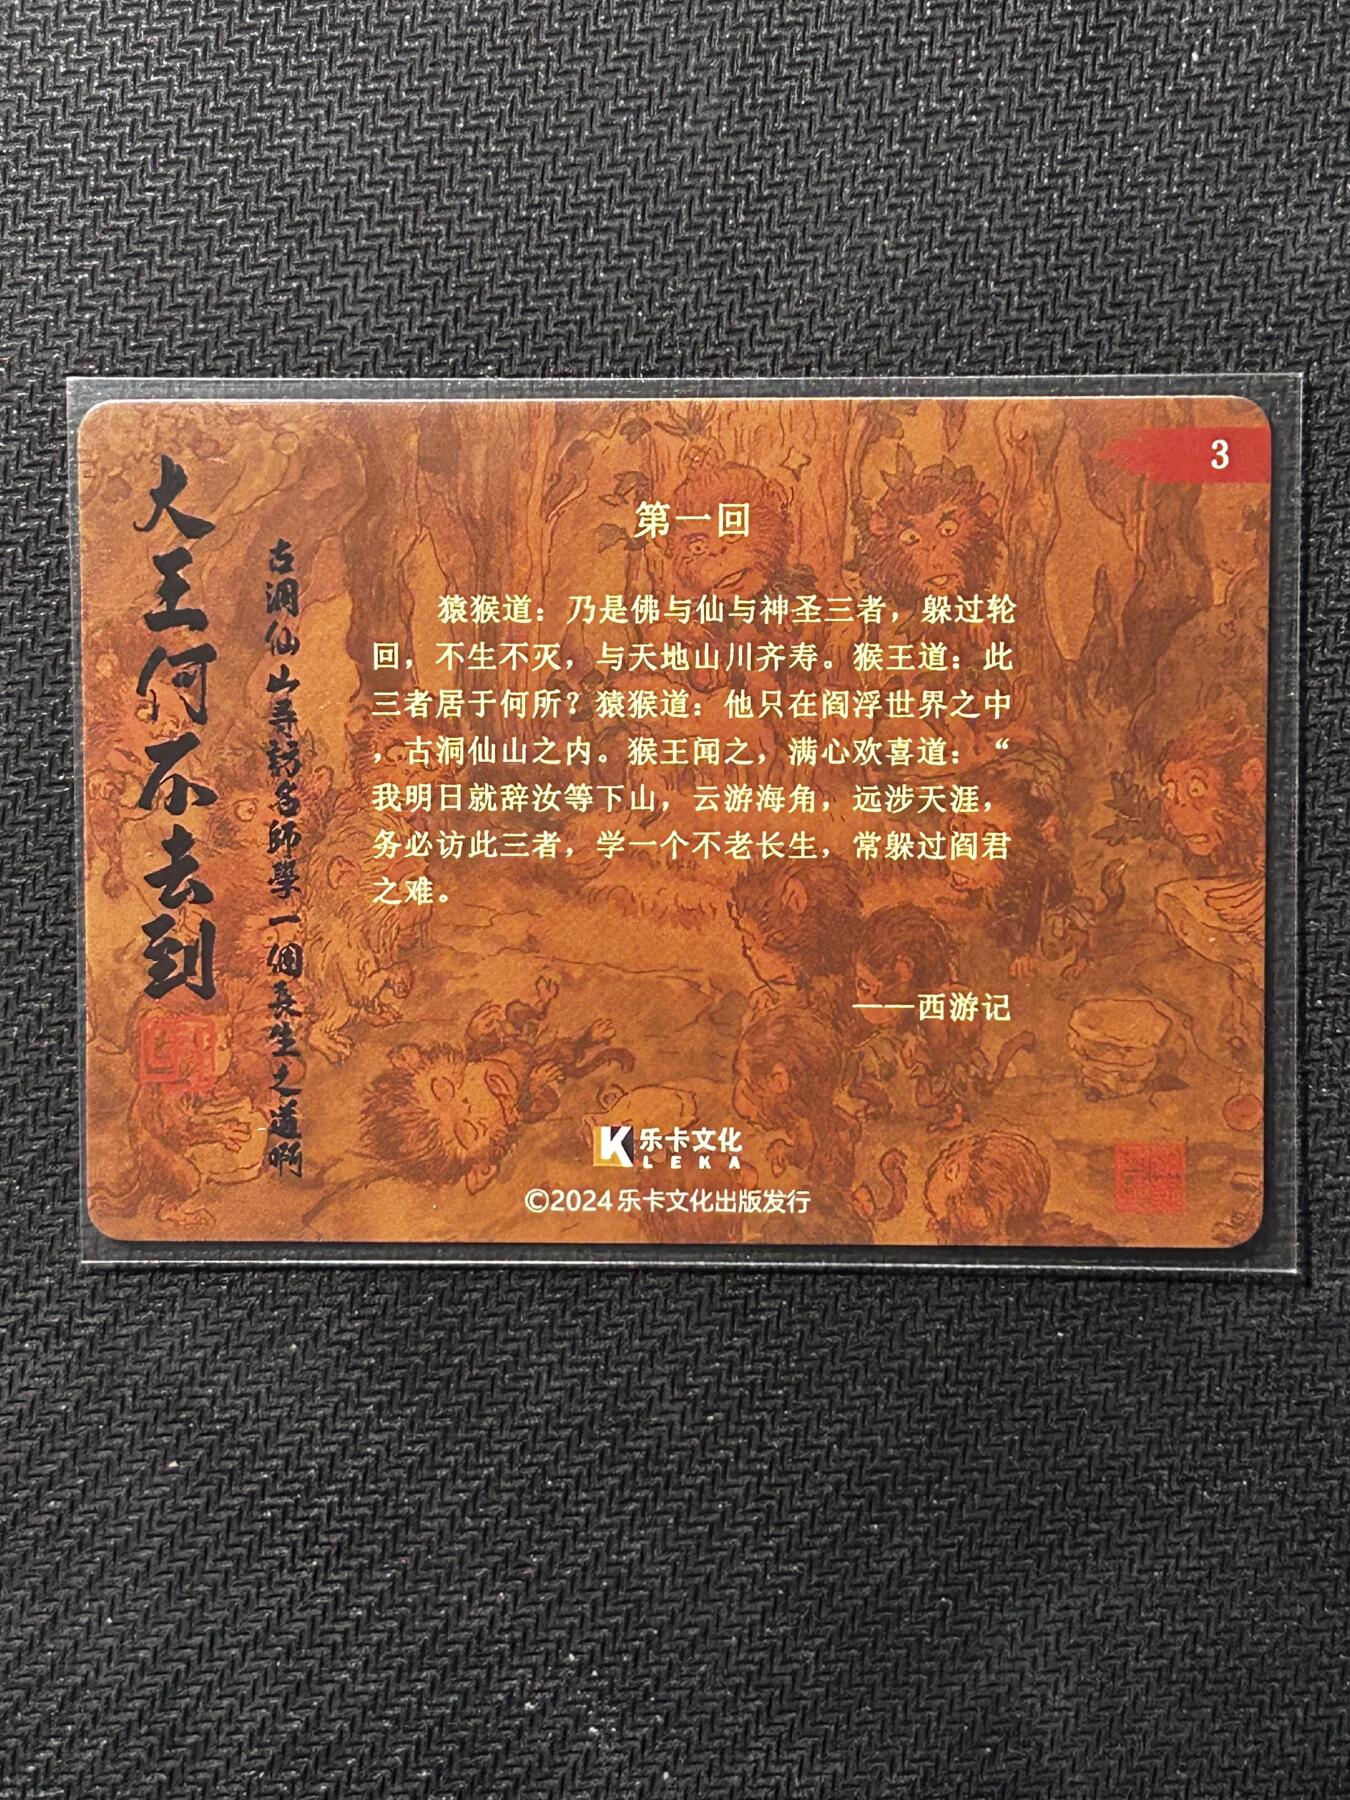 3
大王何不去到
古洞仙山尋訪名師學一個長生之道啊
第一回
猿猴道：乃是佛与仙与神圣三者，躲过轮
回，不生不灭，与天地山川齐寿。猴王道：此
三者居于何所？猿猴道：他只在阎浮世界之中
，古洞仙山之内。猴王闻之，满心欢喜道：“
我明日就辞汝等下山，云游海角，远涉天涯，
务必访此三者，学一个不老长生，常躲过阎君
之难。
——西游记
K 乐卡文化
LEKA
©2024乐卡文化出版发行